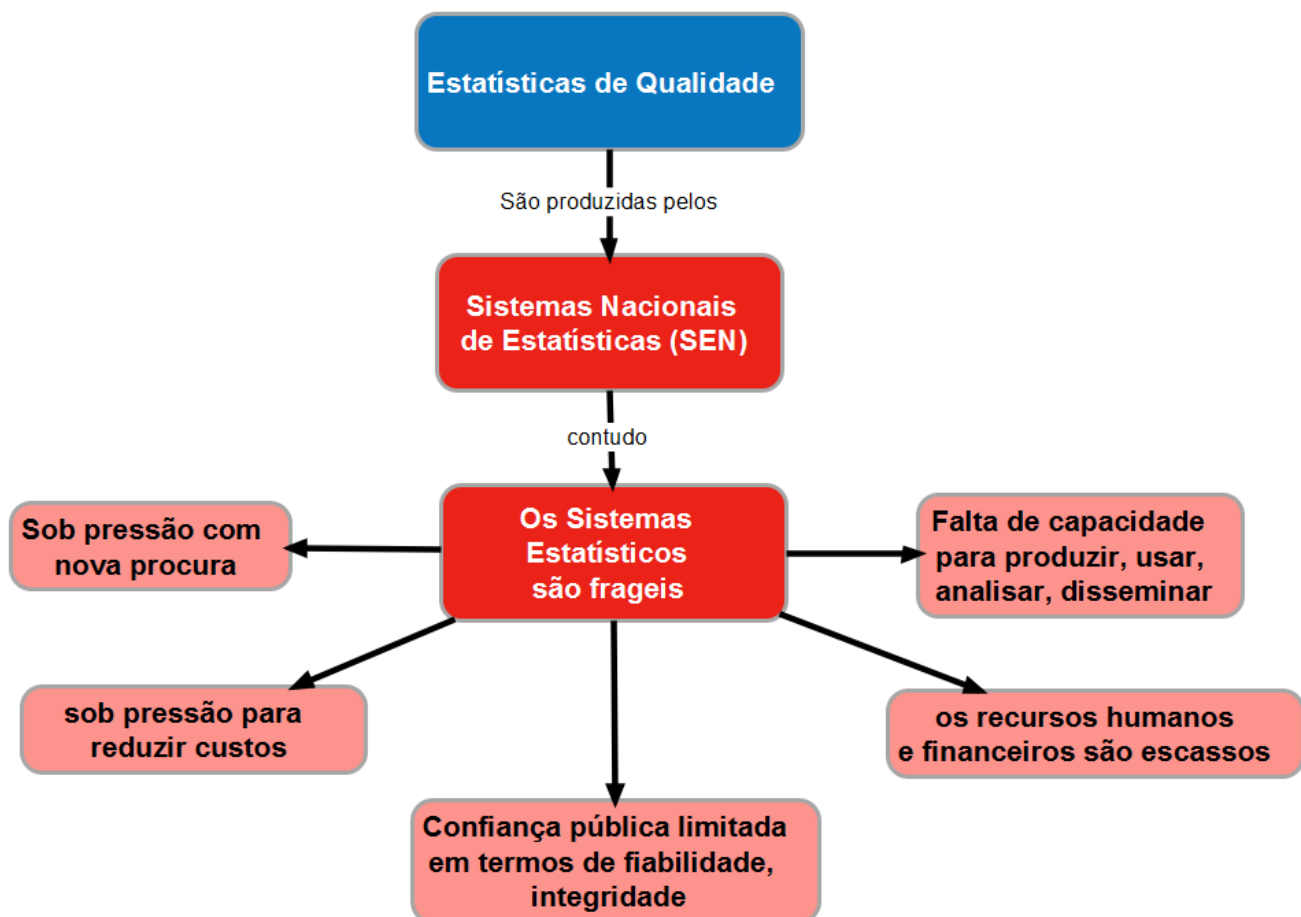 Estatísticas de Qualidade
São produzidas pelos
Sistemas Nacionais
de Estatísticas (SEN)
contudo
Os Sistemas
Estatísticos
são frageis
Sob pressão com
nova procura
Falta de capacidade
para produzir, usar,
analisar, disseminar
sob pressão para
reduzir custos
os recursos humanos
e financeiros são escassos
Confiança pública limitada
em termos de fiabilidade,
integridade